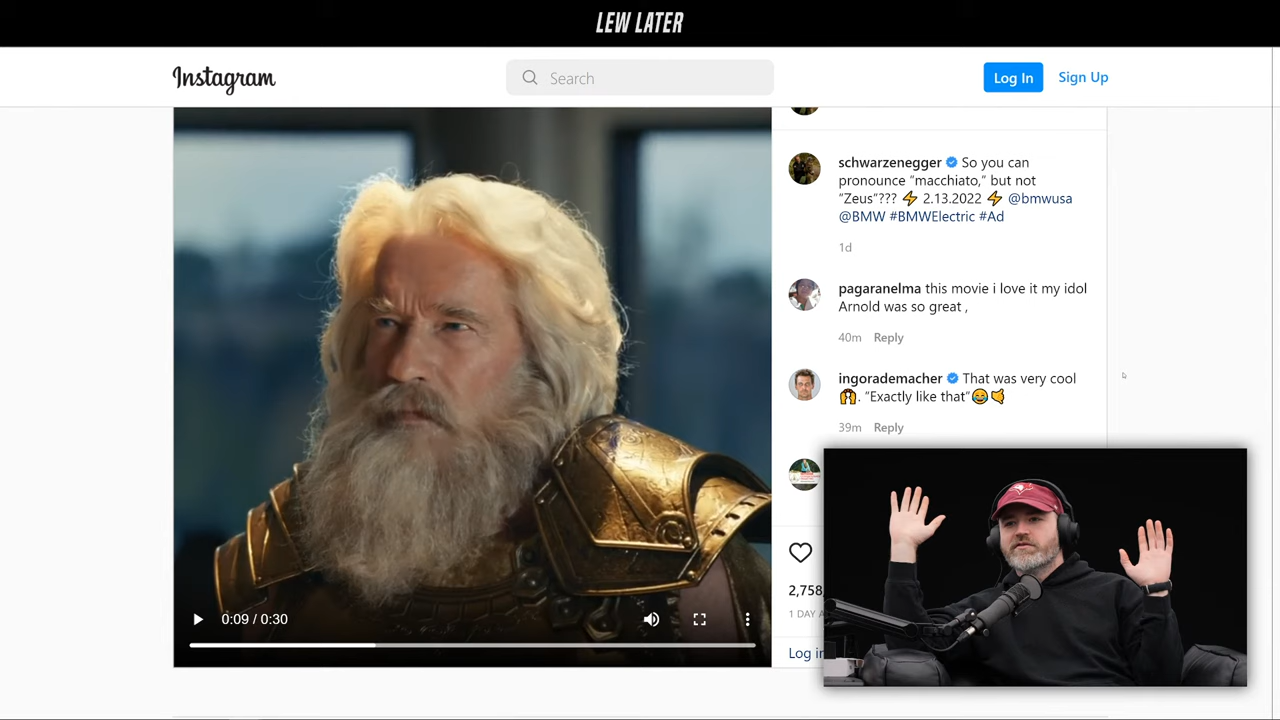 LEW LATER
Instagram
Search
Log In
Sign Up
schwarzenegger So you can
pronounce “macchiato,” but not
“Zeus”??? ⚡ 2.13.2022 ⚡ @bmwusa
@BMW #BMWElectric #Ad
1d
pagaranelma this movie i love it my idol
Arnold was so great ,
40m Reply
ingorademacher That was very cool
🙌. “Exactly like that”😂🤙
39m Reply
2,758,
1 DAY A
Log in
0:09 / 0:30